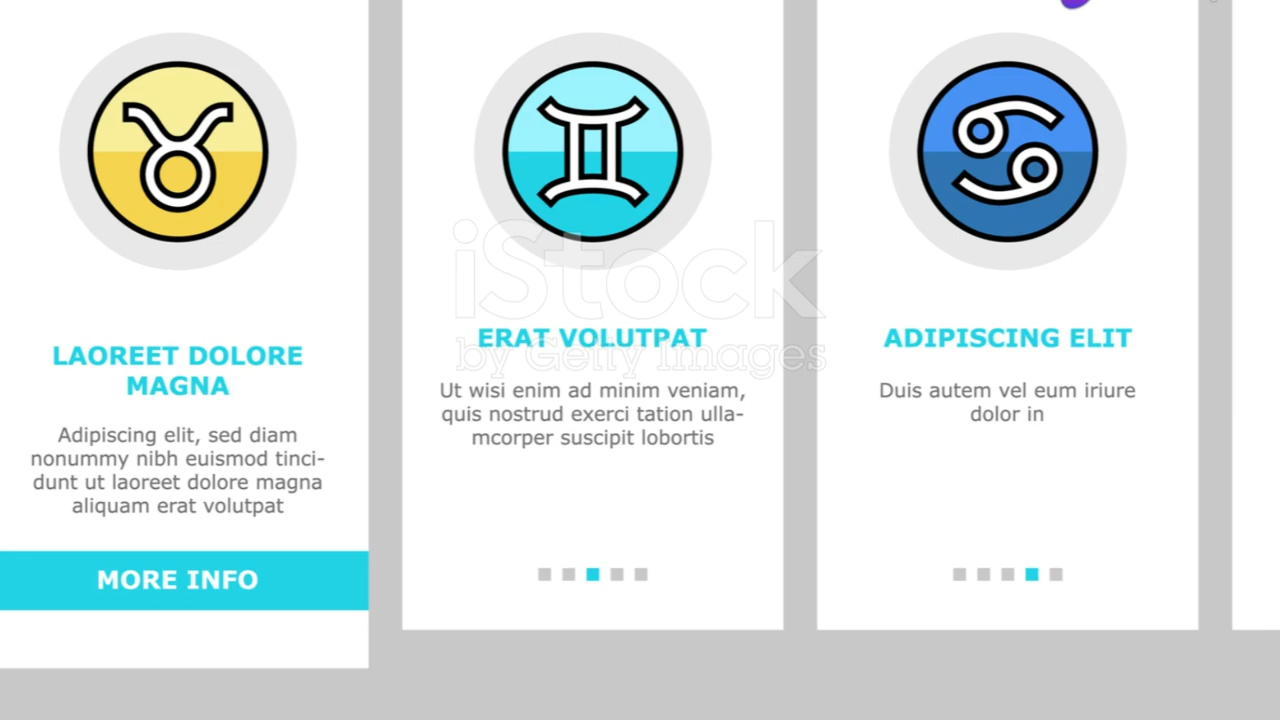 LAOREET DOLORE
MAGNA
Adipiscing elit, sed diam
nonummy nibh euismod tinci-
dunt ut laoreet dolore magna
aliquam erat volutpat
MORE INFO
ERAT VOLUTPAT
Ut wisi enim ad minim veniam,
quis nostrud exerci tation ulla-
mcorper suscipit lobortis
ADIPISCING ELIT
Duis autem vel eum iriure
dolor in
iStock
by Getty Images